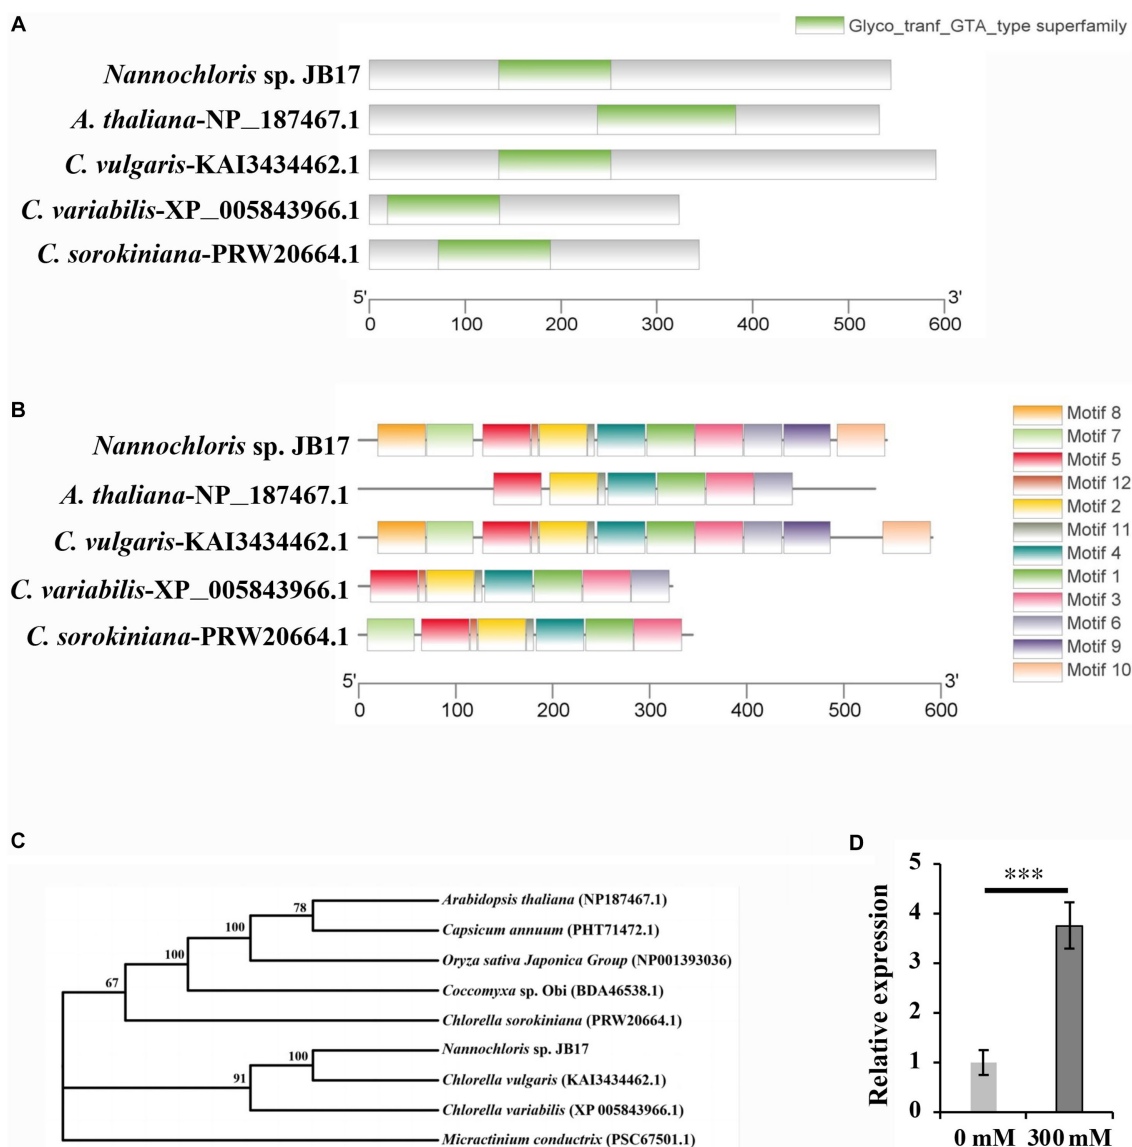 A
Glyco_tranf_GTA_type superfamily
Nannochloris sp. JB17
A. thaliana-NP_187467.1
C. vulgaris-KAI3434462.1
C. variabilis-XP_005843966.1
C. sorokiniana-PRW20664.1
5' 3'
0 100 200 300 400 500 600
B
Nannochloris sp. JB17
A. thaliana-NP_187467.1
C. vulgaris-KAI3434462.1
C. variabilis-XP_005843966.1
C. sorokiniana-PRW20664.1
5' 3'
0 100 200 300 400 500 600
Motif 8
Motif 7
Motif 5
Motif 12
Motif 2
Motif 11
Motif 4
Motif 1
Motif 3
Motif 6
Motif 9
Motif 10
C
78
100
100
67
100
91
Arabidopsis thaliana (NP187467.1)
Capsicum annuum (PHT71472.1)
Oryza sativa Japonica Group (NP001393036)
Coccomyxa sp. Obi (BDA46538.1)
Chlorella sorokiniana (PRW20664.1)
Nannochloris sp. JB17
Chlorella vulgaris (KAI3434462.1)
Chlorella variabilis (XP 005843966.1)
Micractinium conductrix (PSC67501.1)
D
Relative expression
5
4
3
2
1
0
***
0 mM 300 mM